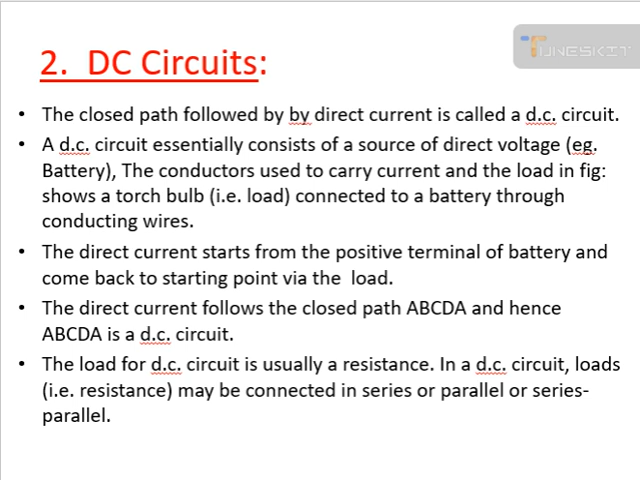 TUNESKIT
2. DC Circuits:
• The closed path followed by by direct current is called a d.c. circuit.
• A d.c. circuit essentially consists of a source of direct voltage (eg.
Battery), The conductors used to carry current and the load in fig:
shows a torch bulb (i.e. load) connected to a battery through
conducting wires.
• The direct current starts from the positive terminal of battery and
come back to starting point via the load.
• The direct current follows the closed path ABCDA and hence
ABCDA is a d.c. circuit.
• The load for d.c. circuit is usually a resistance. In a d.c. circuit, loads
(i.e. resistance) may be connected in series or parallel or series-
parallel.